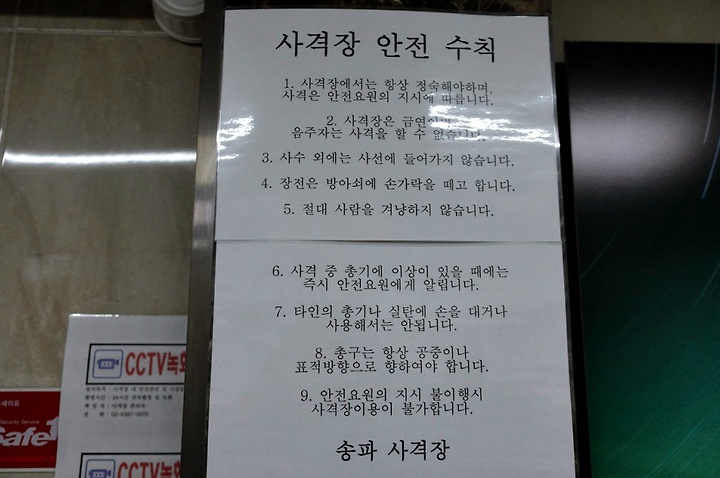 사격장 안전 수칙
1. 사격장에서는 항상 정숙해야하며,
사격은 안전요원의 지시에 따릅니다.
2. 사격장은 금연이며
음주자는 사격을 할 수 없습니다.
3. 사수 외에는 사선에 들어가지 않습니다.
4. 장전은 방아쇠에 손가락을 떼고 합니다.
5. 절대 사람을 겨냥하지 않습니다.
6. 사격 중 총기에 이상이 있을 때에는
즉시 안전요원에게 알립니다.
7. 타인의 총기나 실탄에 손을 대거나
사용해서는 안됩니다.
8. 총구는 항상 공중이나
표적방향으로 향하여야 합니다.
9. 안전요원의 지시 불이행시
사격장이용이 불가합니다.
송파 사격장
CCTV녹화
Security Service
Safe1
CCTV녹